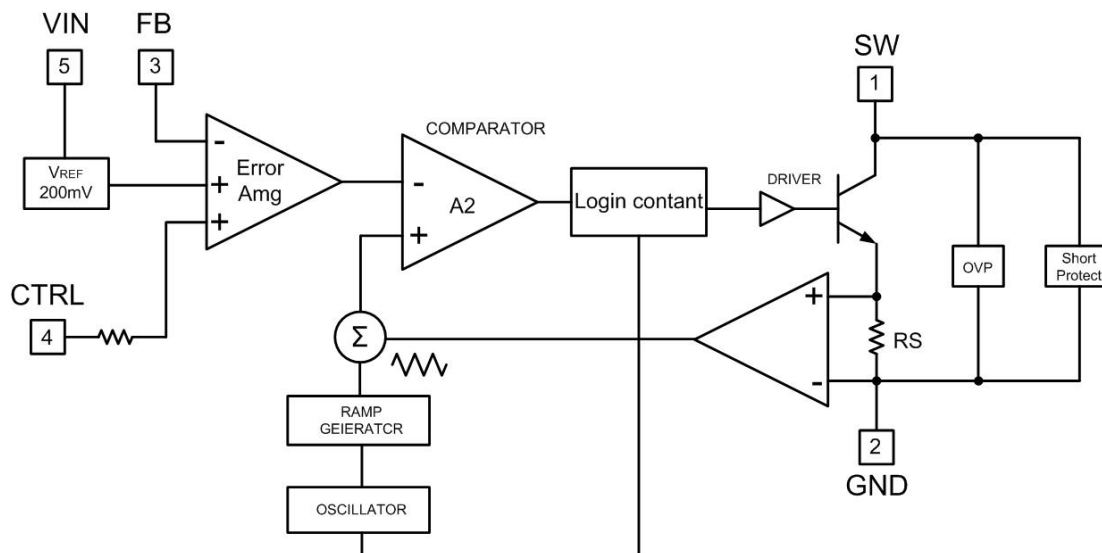 VIN
FB
SW
5
3
1
COMPARATOR
-
Error
Amg
+
+
VREF
200mV
-
A2
+
Login contant
DRIVER
OVP
Short
Protect
CTRL
4
Σ
+
-
RS
RAMP
GEIERATCR
2
GND
OSCILLATOR